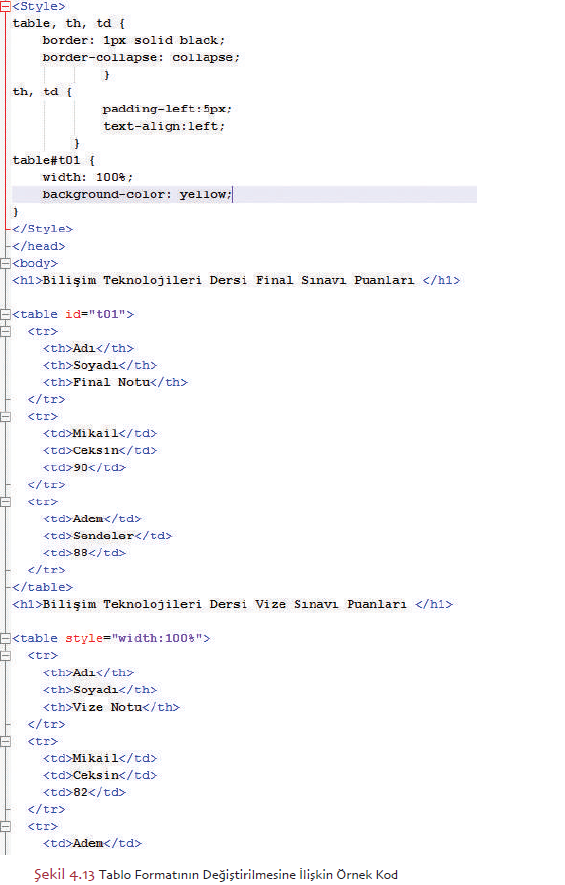 <Style>
table, th, td {
border: 1px solid black;
border-collapse: collapse;
}
th, td {
padding-left:5px;
text-align:left;
}
table#t01 {
width: 100%;
background-color: yellow;
}
</Style>
</head>
<body>
<h1>Bilişim Teknolojileri Dersi Final Sınavı Puanları </h1>
<table id="t01">
<tr>
<th>Adı</th>
<th>Soyadı</th>
<th>Final Notu</th>
</tr>
<tr>
<td>Mikail</td>
<td>Ceksin</td>
<td>90</td>
</tr>
<tr>
<td>Adem</td>
<td>Sendeler</td>
<td>88</td>
</tr>
</table>
<h1>Bilişim Teknolojileri Dersi Vize Sınavı Puanları </h1>
<table style="width:100%">
<tr>
<th>Adı</th>
<th>Soyadı</th>
<th>Vize Notu</th>
</tr>
<tr>
<td>Mikail</td>
<td>Ceksin</td>
<td>82</td>
</tr>
<tr>
<td>Adem</td>
Şekil 4.13 Tablo Formatının Değiştirilmesine İlişkin Örnek Kod